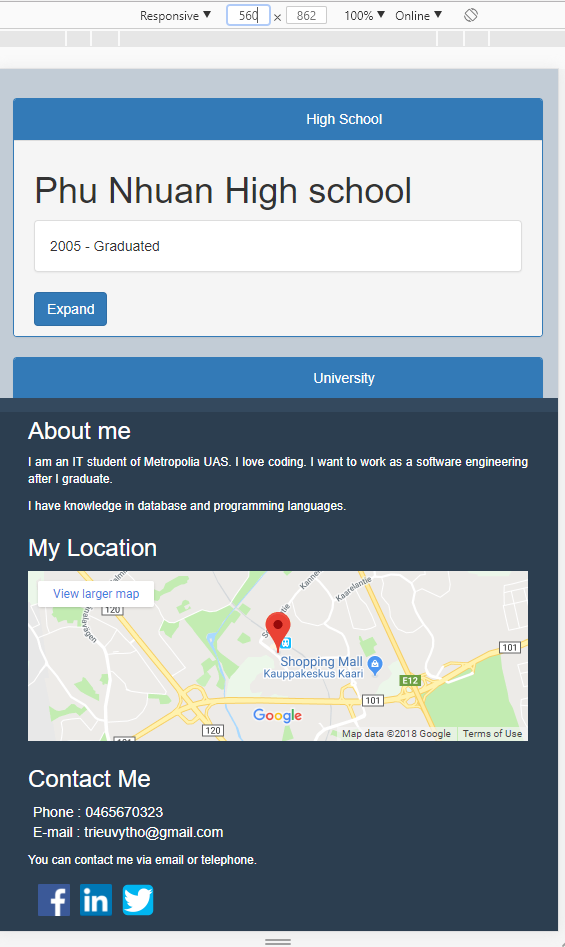 Responsive ▼ 560 × 862 100% ▼ Online ▼
High School
Phu Nhuan High school
2005 - Graduated
Expand
University
About me
I am an IT student of Metropolia UAS. I love coding. I want to work as a software engineering
after I graduate.
I have knowledge in database and programming languages.
My Location
View larger map
120
Kaarelantie
101
Shopping Mall
Kauppakeskus Kaari
E12
101
Google
120
Map data ©2018 Google Terms of Use
101
Contact Me
Phone : 0465670323
E-mail : trieuvytho@gmail.com
You can contact me via email or telephone.
f in